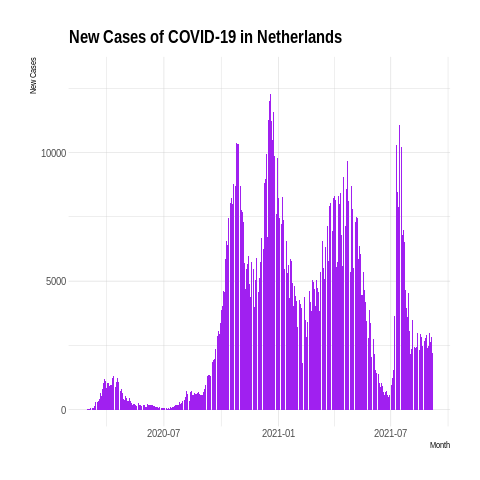 New Cases of COVID-19 in Netherlands
New Cases
10000
5000
0
2020-07
2021-01
2021-07
Month